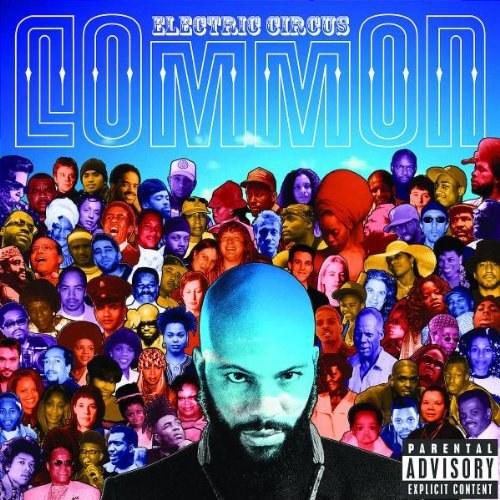 ELECTRIC CIRCUS
COMMON
PARENTAL
ADVISORY
EXPLICIT CONTENT